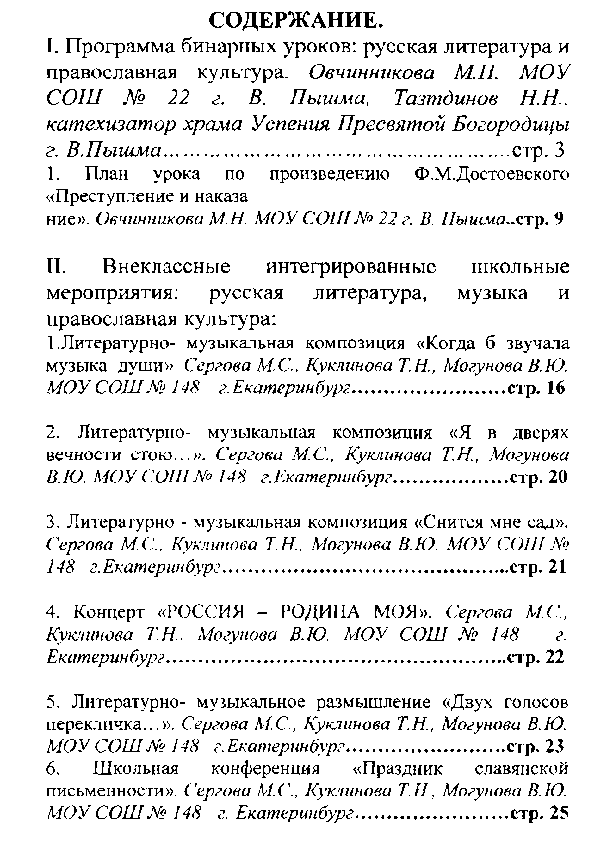 СОДЕРЖАНИЕ.
I. Программа бинарных уроков: русская литература и
православная культура. Овчинникова М.Н. МОУ
СОШ № 22 г. В. Пышма, Тазтдинов Н.Н..
катехизатор храма Успения Пресвятой Богородицы
г. В.Пышма.................................................стр. 3
1. План урока по произведению Ф.М.Достоевского
«Преступление и наказа
ние». Овчинникова М.Н. МОУ СОШ № 22 г. В. Пышма..стр. 9
II. Внеклассные интегрированные школьные
мероприятия: русская литература, музыка и
православная культура:
1.Литературно- музыкальная композиция «Когда б звучала
музыка души» Сергова М.С., Куклинова Т.Н., Могунова В.Ю.
МОУ СОШ № 148 г.Екатеринбург..........................стр. 16
2. Литературно- музыкальная композиция «Я в дверях
вечности стою...». Сергова М.С., Куклинова Т.Н., Могунова
В.Ю. МОУ СОШ № 148 г.Екатеринбург....................стр. 20
3. Литературно - музыкальная композиция «Снится мне сад».
Сергова М.С., Куклинова Т.Н., Могунова В.Ю. МОУ СОШ №
148 г.Екатеринбург................................................стр. 21
4. Концерт «РОССИЯ – РОДИНА МОЯ». Сергова М.С.,
Куклинова Т.Н.. Могунова В.Ю. МОУ СОШ № 148 г.
Екатеринбург.........................................................стр. 22
5. Литературно- музыкальное размышление «Двух голосов
перекличка...». Сергова М.С., Куклинова Т.Н., Могунова В.Ю.
МОУ СОШ № 148 г.Екатеринбург...........................стр. 23
6. Школьная конференция «Праздник славянской
письменности». Сергова М.С., Куклинова Т.Н., Могунова В.Ю.
МОУ СОШ № 148 г. Екатеринбург..........................стр. 25